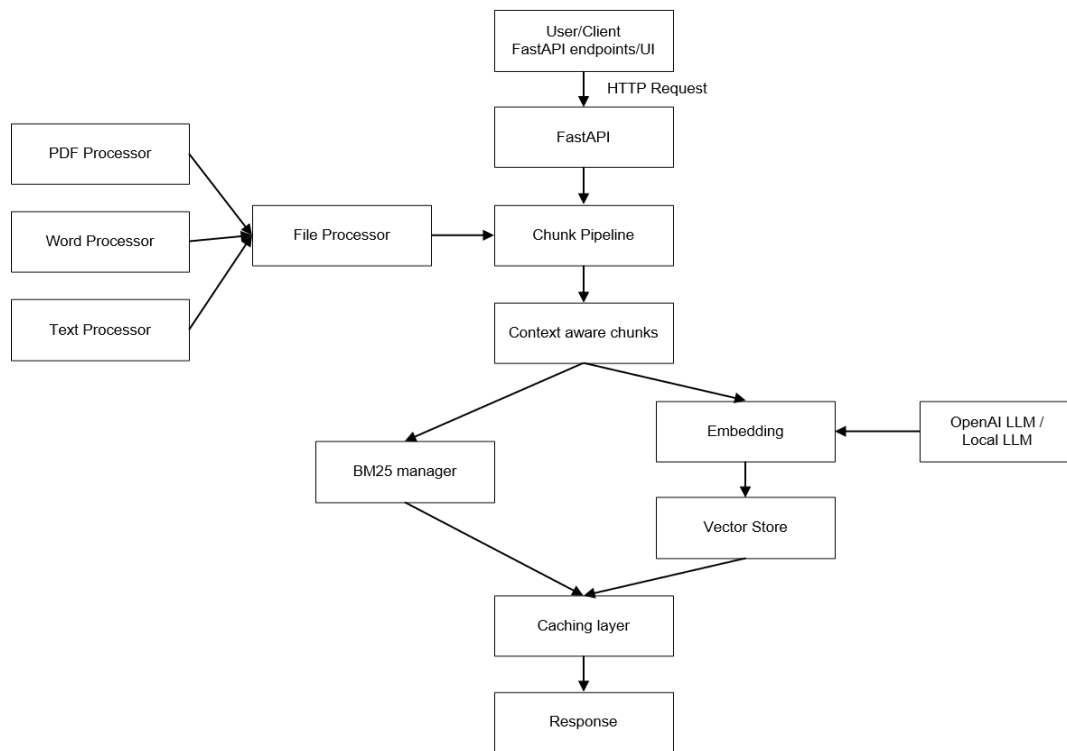 User/Client
FastAPI endpoints/UI
HTTP Request
FastAPI
PDF Processor
Word Processor
File Processor
Chunk Pipeline
Text Processor
Context aware chunks
Embedding
OpenAI LLM /
Local LLM
BM25 manager
Vector Store
Caching layer
Response